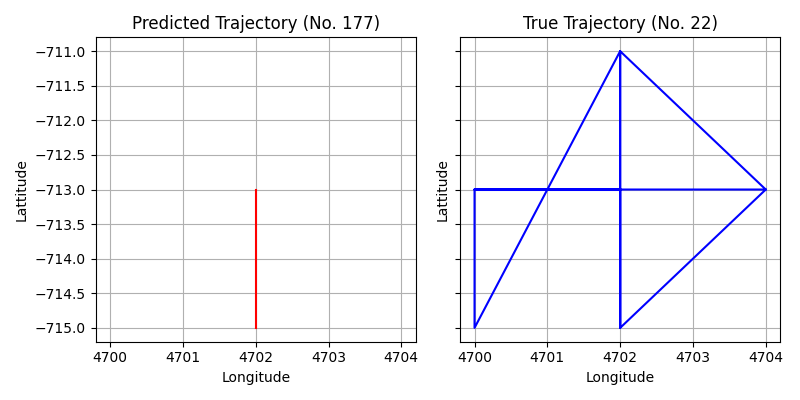 Predicted Trajectory (No. 177)
True Trajectory (No. 22)
−711.0
−711.5
−712.0
−712.5
−713.0
−713.5
−714.0
−714.5
−715.0
Lattitude
Lattitude
4700 4701 4702 4703 4704
4700 4701 4702 4703 4704
Longitude
Longitude